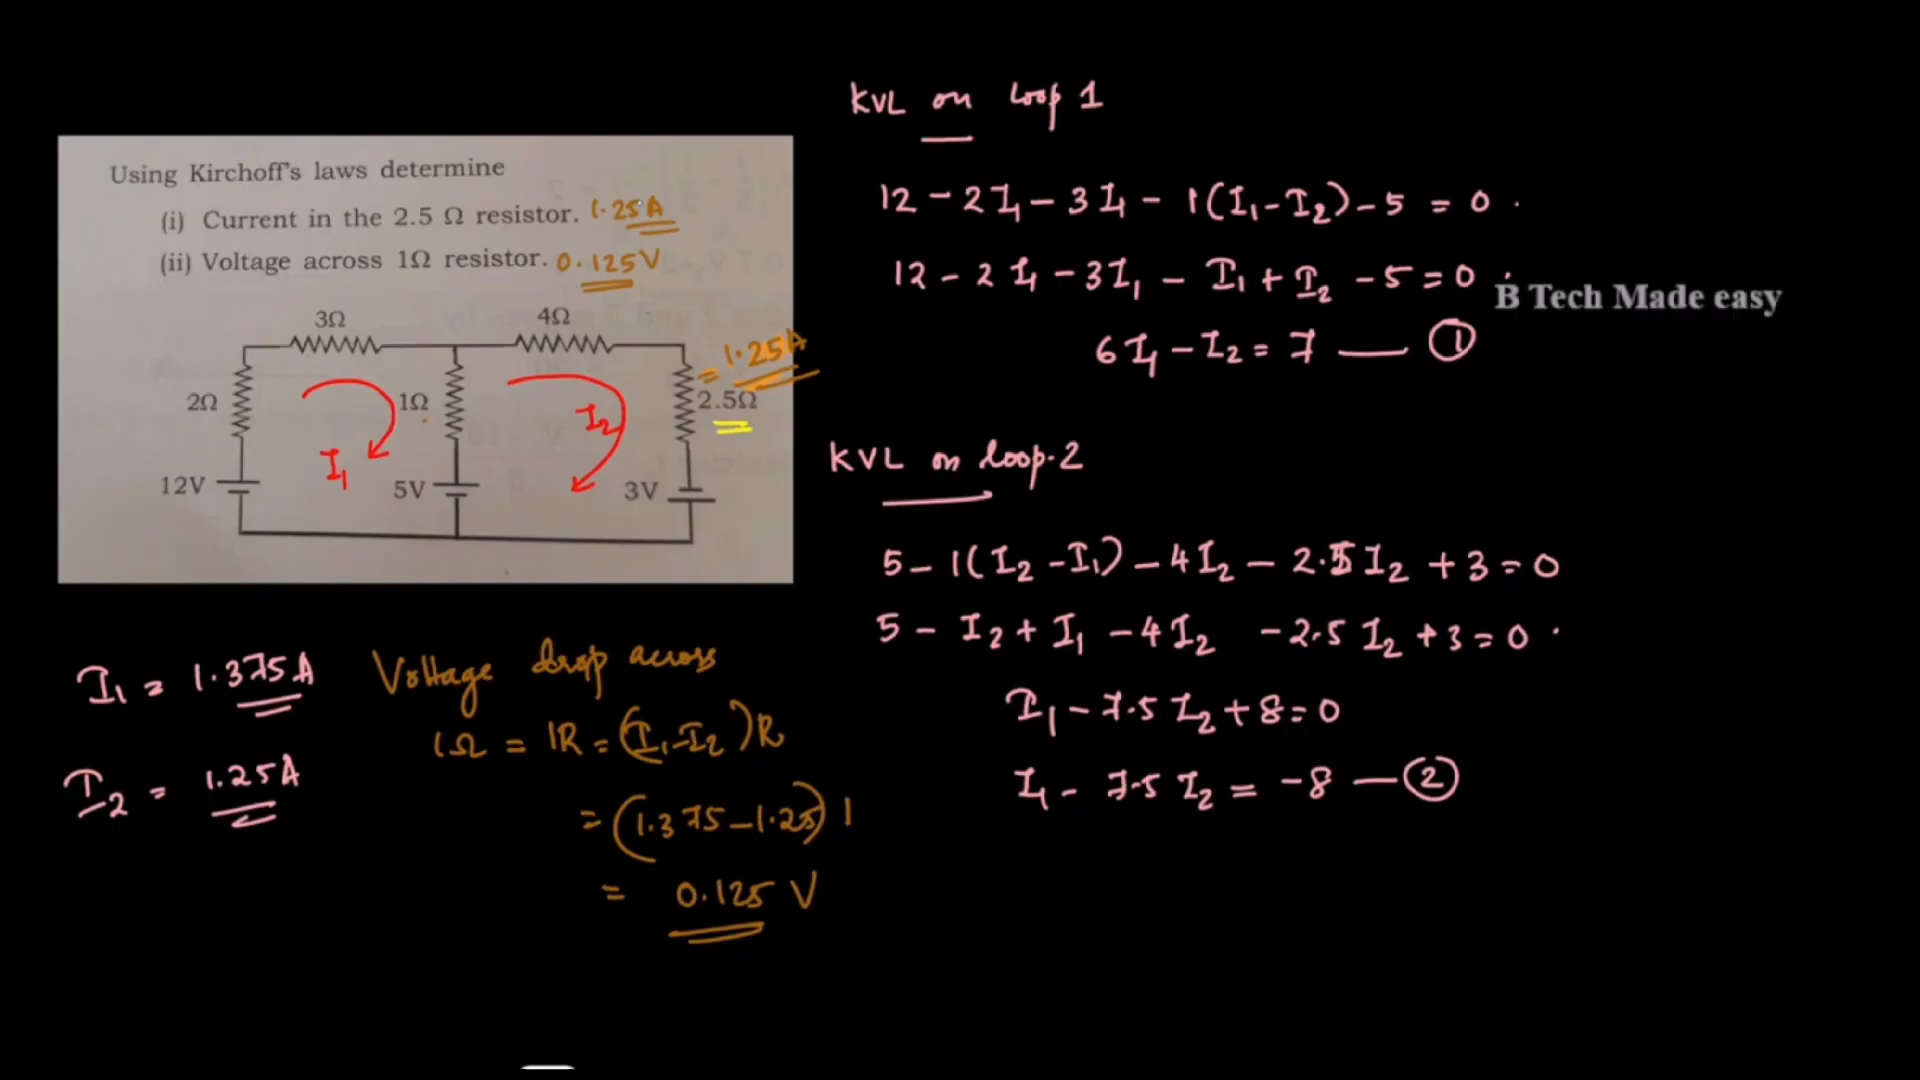 KVL on loop 1
Using Kirchoff's laws determine
(i) Current in the 2.5 Ω resistor. 1.25A
(ii) Voltage across 1Ω resistor. 0.125V
12 - 2I₁ - 3I₁ - 1(I₁-I₂) - 5 = 0.
12 - 2I₁ - 3I₁ - I₁ + I₂ - 5 = 0
B Tech Made easy
6I₁ - I₂ = 7 — ①
3Ω
4Ω
= 1.25A
2Ω
1Ω
2.5Ω
I₁
I₂
12V
5V
3V
KVL on loop-2
5 - 1(I₂ - I₁) - 4I₂ - 2.5I₂ + 3 = 0
5 - I₂ + I₁ - 4I₂ - 2.5 I₂ + 3 = 0.
I₁ - 7.5 I₂ + 8 = 0
I₁ - 7.5 I₂ = -8 — ②
I₁ = 1.375A
I₂ = 1.25A
Voltage drop across
1Ω = IR = (I₁-I₂)R
= (1.375-1.25) 1
= 0.125 V